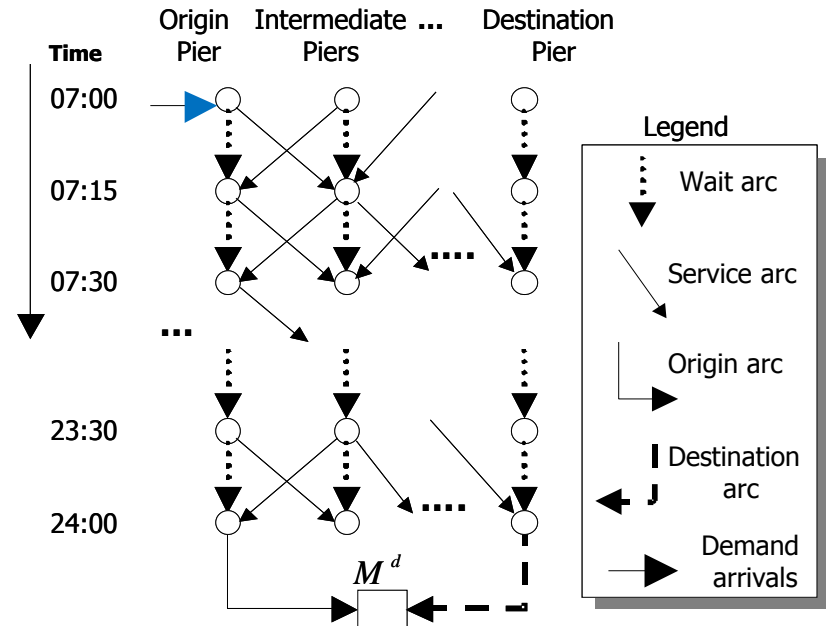 Origin Pier
Intermediate ... Piers
Destination Pier
Time
07:00
07:15
07:30
....
...
23:30
24:00
....
M d
Legend
Wait arc
Service arc
Origin arc
Destination arc
Demand arrivals